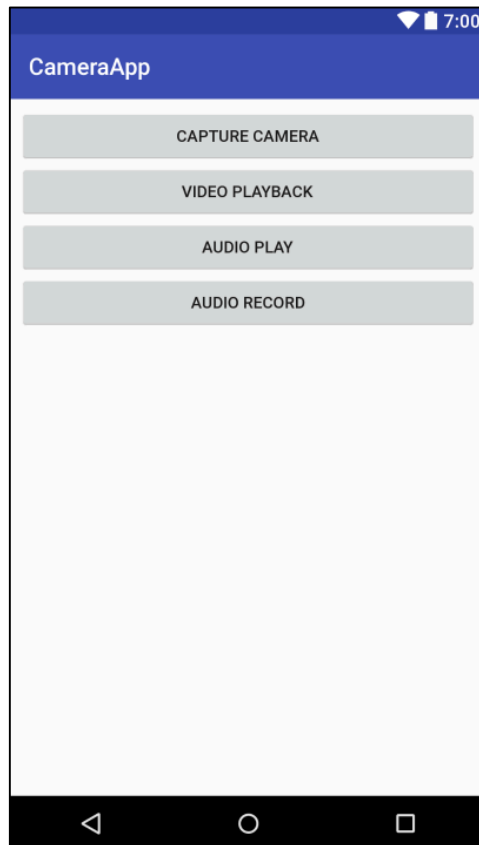 7:00
CameraApp
CAPTURE CAMERA
VIDEO PLAYBACK
AUDIO PLAY
AUDIO RECORD